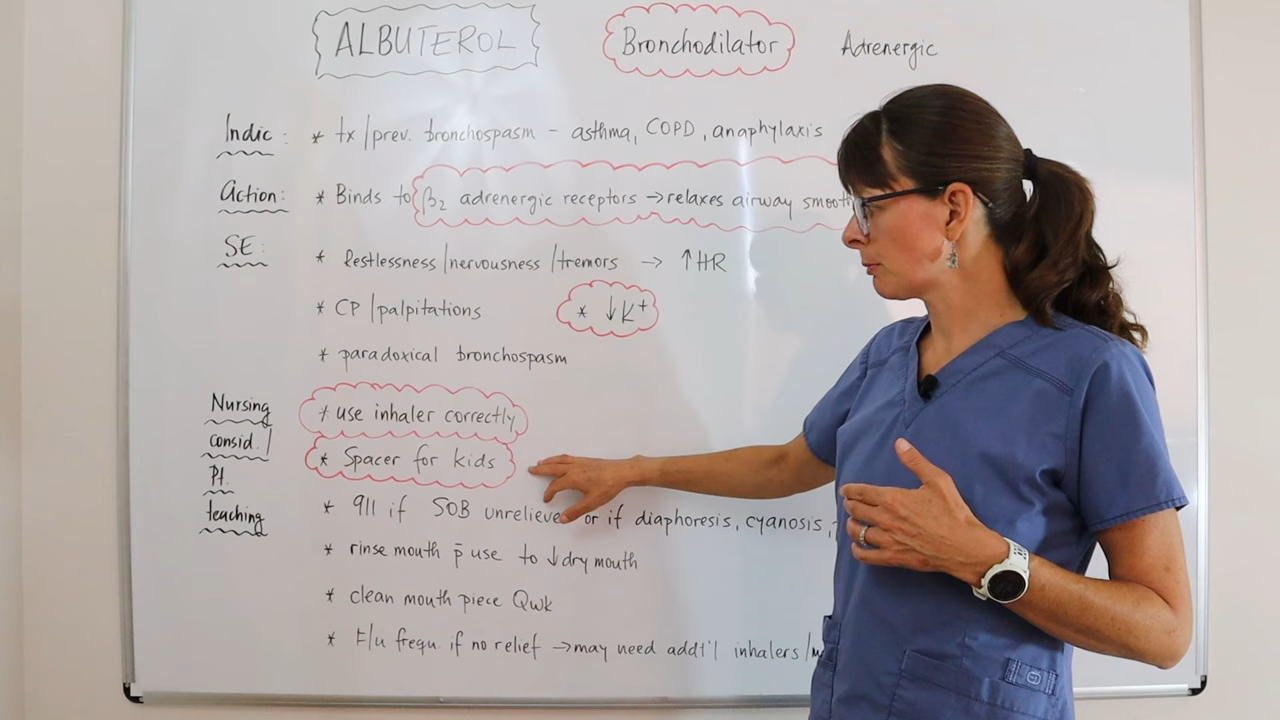 ALBUTEROL Bronchodilator Adrenergic
Indic: * tx/prev. bronchospasm - asthma, COPD, anaphylaxis
Action: * Binds to β₂ adrenergic receptors → relaxes airway smooth
SE: * Restlessness/nervousness/tremors → ↑HR
* CP/palpitations * ↓K⁺
* paradoxical bronchospasm
Nursing * use inhaler correctly
consid./ * Spacer for kids
Pt.
teaching * 911 if SOB unrelieved or if diaphoresis, cyanosis,
* rinse mouth p̄ use to ↓dry mouth
* clean mouth piece Qwk
* F/u frequ. if no relief → may need addt'l inhalers/